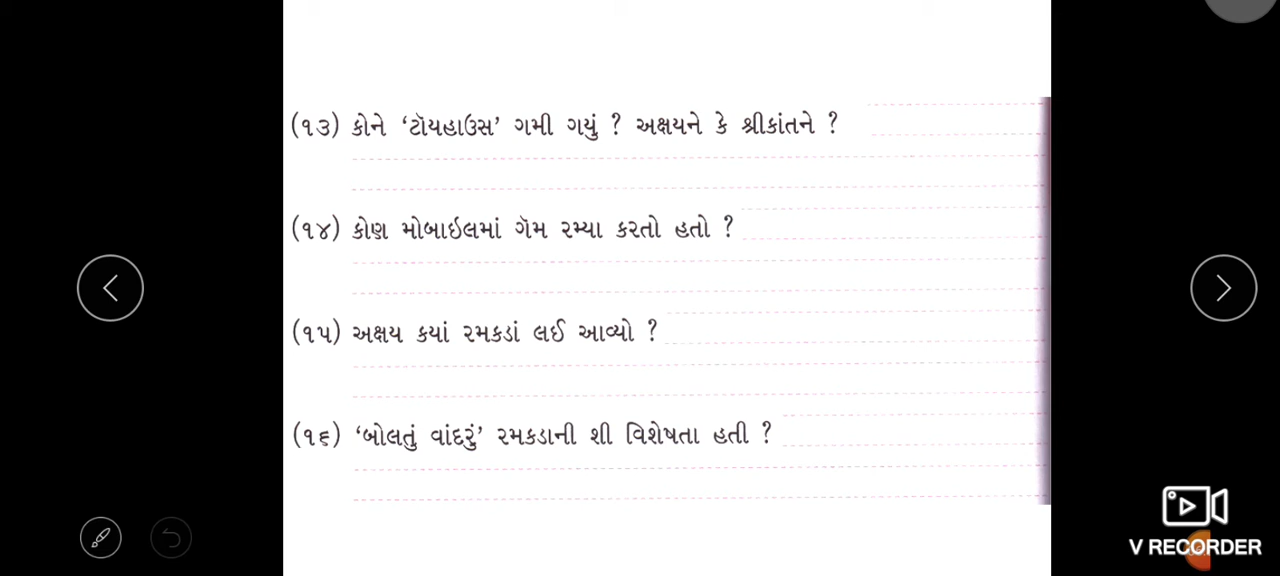 (૧૩) કોને ‘ટૉયહાઉસ’ ગમી ગયું ? અક્ષયને કે શ્રીકાંતને ?
(૧૪) કોણ મોબાઇલમાં ગૅમ રમ્યા કરતો હતો ?
(૧૫) અક્ષય કયાં રમકડાં લઈ આવ્યો ?
(૧૬) ‘બોલતું વાંદરું’ રમકડાની શી વિશેષતા હતી ?
V RECORDER